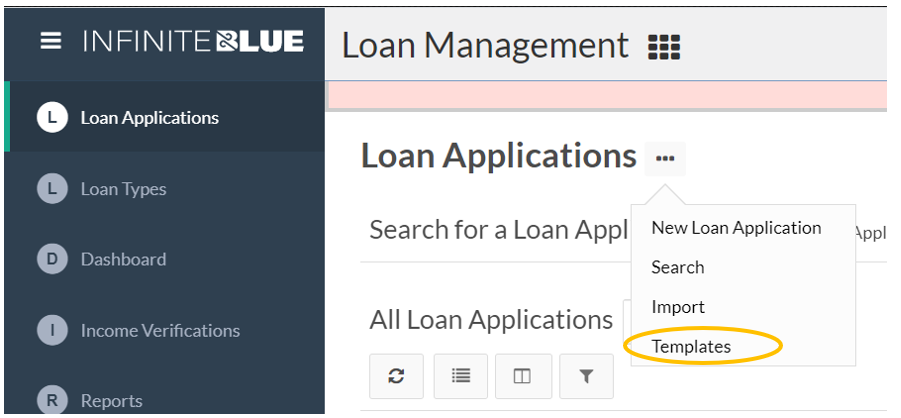 INFINITEBLUE
Loan Management
L Loan Applications
L Loan Types
D Dashboard
I Income Verifications
R Reports
Loan Applications
Search for a Loan Appl
Appl
New Loan Application
Search
Import
Templates
All Loan Applications